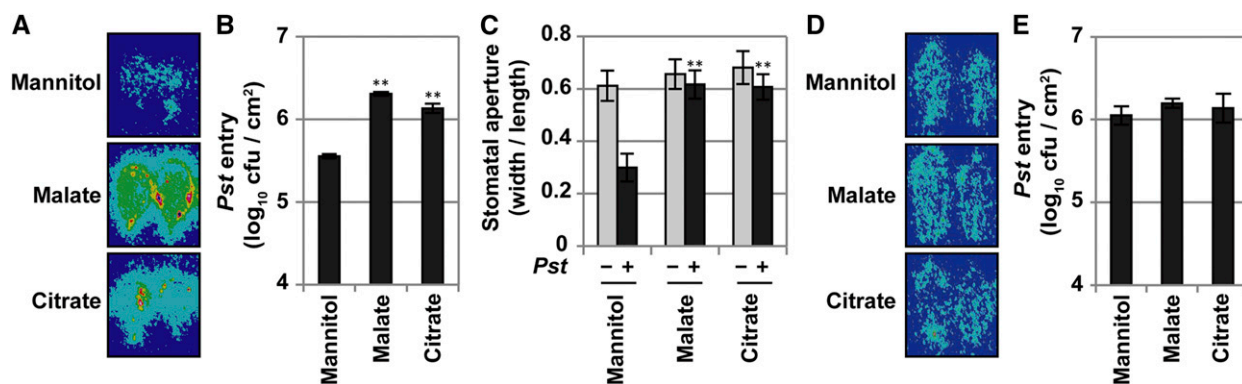 A
Mannitol
Malate
Citrate
B
Pst entry
(log₁₀ cfu / cm²)
7
6
5
4
**
**
Mannitol
Malate
Citrate
C
Stomatal aperture
(width / length)
0.8
0.6
0.4
0.2
0
**
**
Pst
− + − + − +
Mannitol
Malate
Citrate
D
Mannitol
Malate
Citrate
E
Pst entry
(log₁₀ cfu / cm²)
7
6
5
4
Mannitol
Malate
Citrate